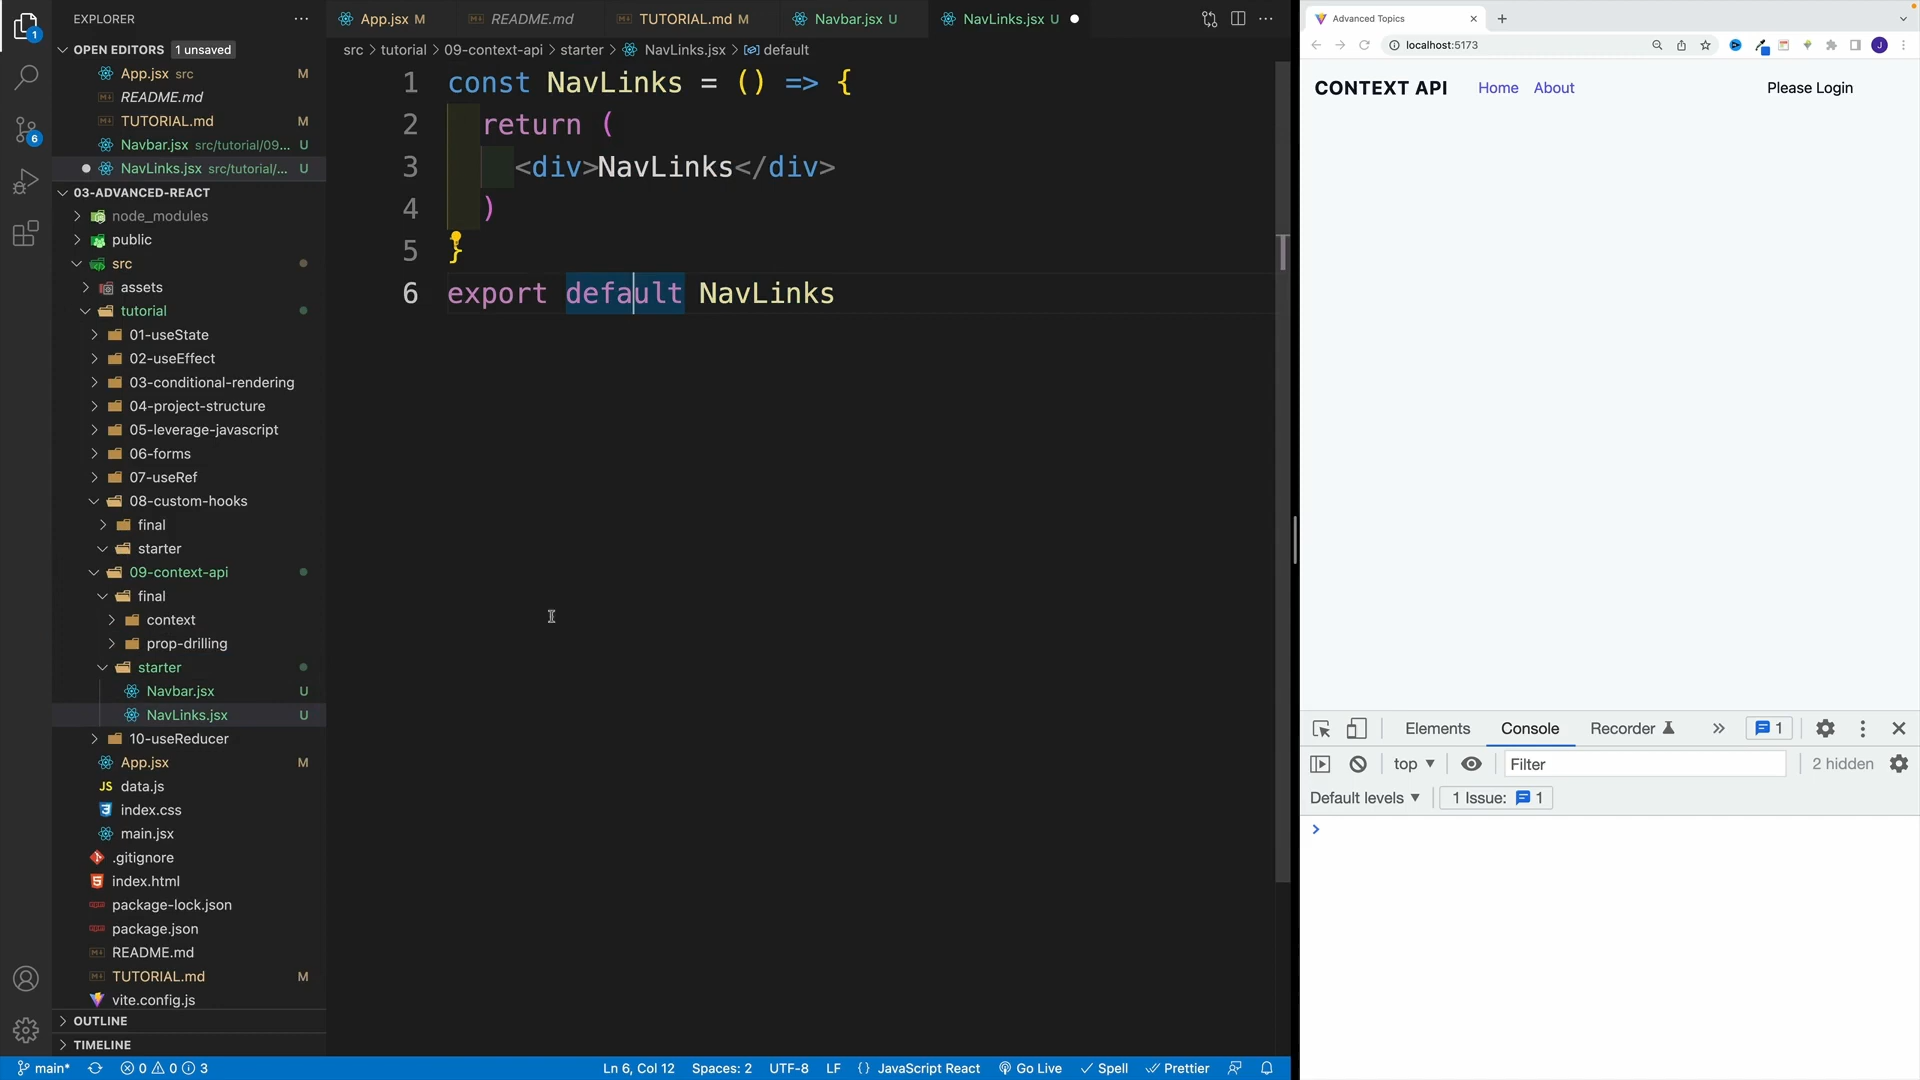 EXPLORER
OPEN EDITORS 1 unsaved
App.jsx src M
README.md
TUTORIAL.md M
Navbar.jsx src/tutorial/09... U
NavLinks.jsx src/tutorial/... U
03-ADVANCED-REACT
node_modules
public
src
assets
tutorial
01-useState
02-useEffect
03-conditional-rendering
04-project-structure
05-leverage-javascript
06-forms
07-useRef
08-custom-hooks
final
starter
09-context-api
final
context
prop-drilling
starter
Navbar.jsx U
NavLinks.jsx U
10-useReducer
App.jsx M
JS data.js
index.css
main.jsx
.gitignore
index.html
package-lock.json
package.json
README.md
TUTORIAL.md M
vite.config.js
OUTLINE
TIMELINE
1
6
App.jsx M README.md TUTORIAL.md M Navbar.jsx U NavLinks.jsx U
src > tutorial > 09-context-api > starter > NavLinks.jsx > default
1 const NavLinks = () => {
2 return (
3 <div>NavLinks</div>
4 )
5 }
6 export default NavLinks
main* 0 0 3 Ln 6, Col 12 Spaces: 2 UTF-8 LF {} JavaScript React Go Live Spell Prettier
Advanced Topics
localhost:5173
J
CONTEXT API Home About Please Login
Elements Console Recorder 1
top Filter 2 hidden
Default levels 1 Issue: 1